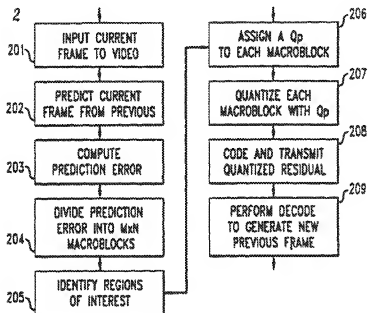 2
201
INPUT CURRENT
FRAME TO VIDEO
202
PREDICT CURRENT
FRAME FROM PREVIOUS
203
COMPUTE
PREDICTION ERROR
204
DIVIDE PREDICTION
ERROR INTO MxN
MACROBLOCKS
205
IDENTIFY REGIONS
OF INTEREST
206
ASSIGN A Qp
TO EACH MACROBLOCK
207
QUANTIZE EACH
MACROBLOCK WITH Qp
208
CODE AND TRANSMIT
QUANTIZED RESIDUAL
209
PERFORM DECODE
TO GENERATE NEW
PREVIOUS FRAME